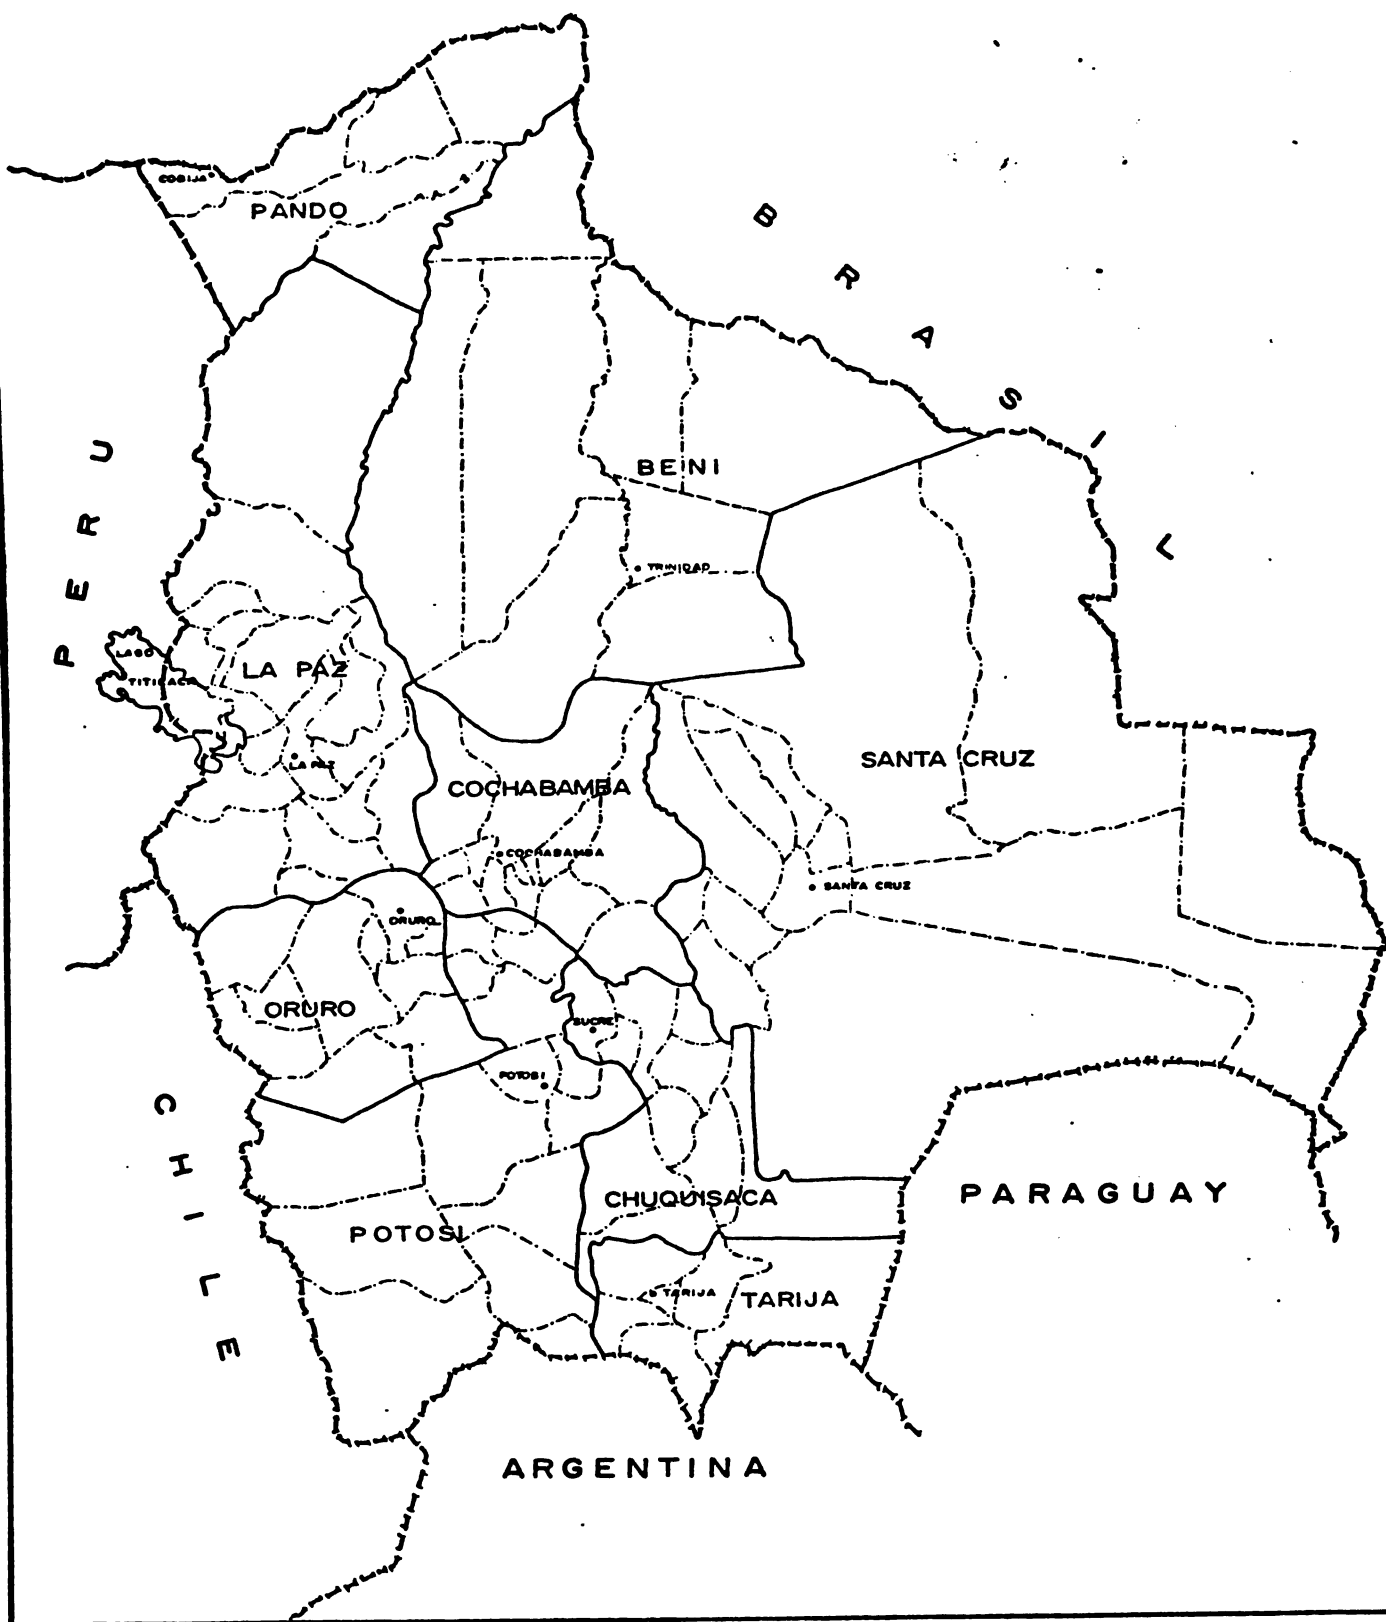 COBIJA
PANDO
BRASIL
PERU
BENI
TRINIDAD
LAGO
TITICACA
LA PAZ
LA PAZ
SANTA CRUZ
COCHABAMBA
COCHABAMBA
SANTA CRUZ
ORURO
ORURO
SUCRE
POTOSI
CHILE
CHUQUISACA
PARAGUAY
POTOSI
TARIJA
TARIJA
ARGENTINA